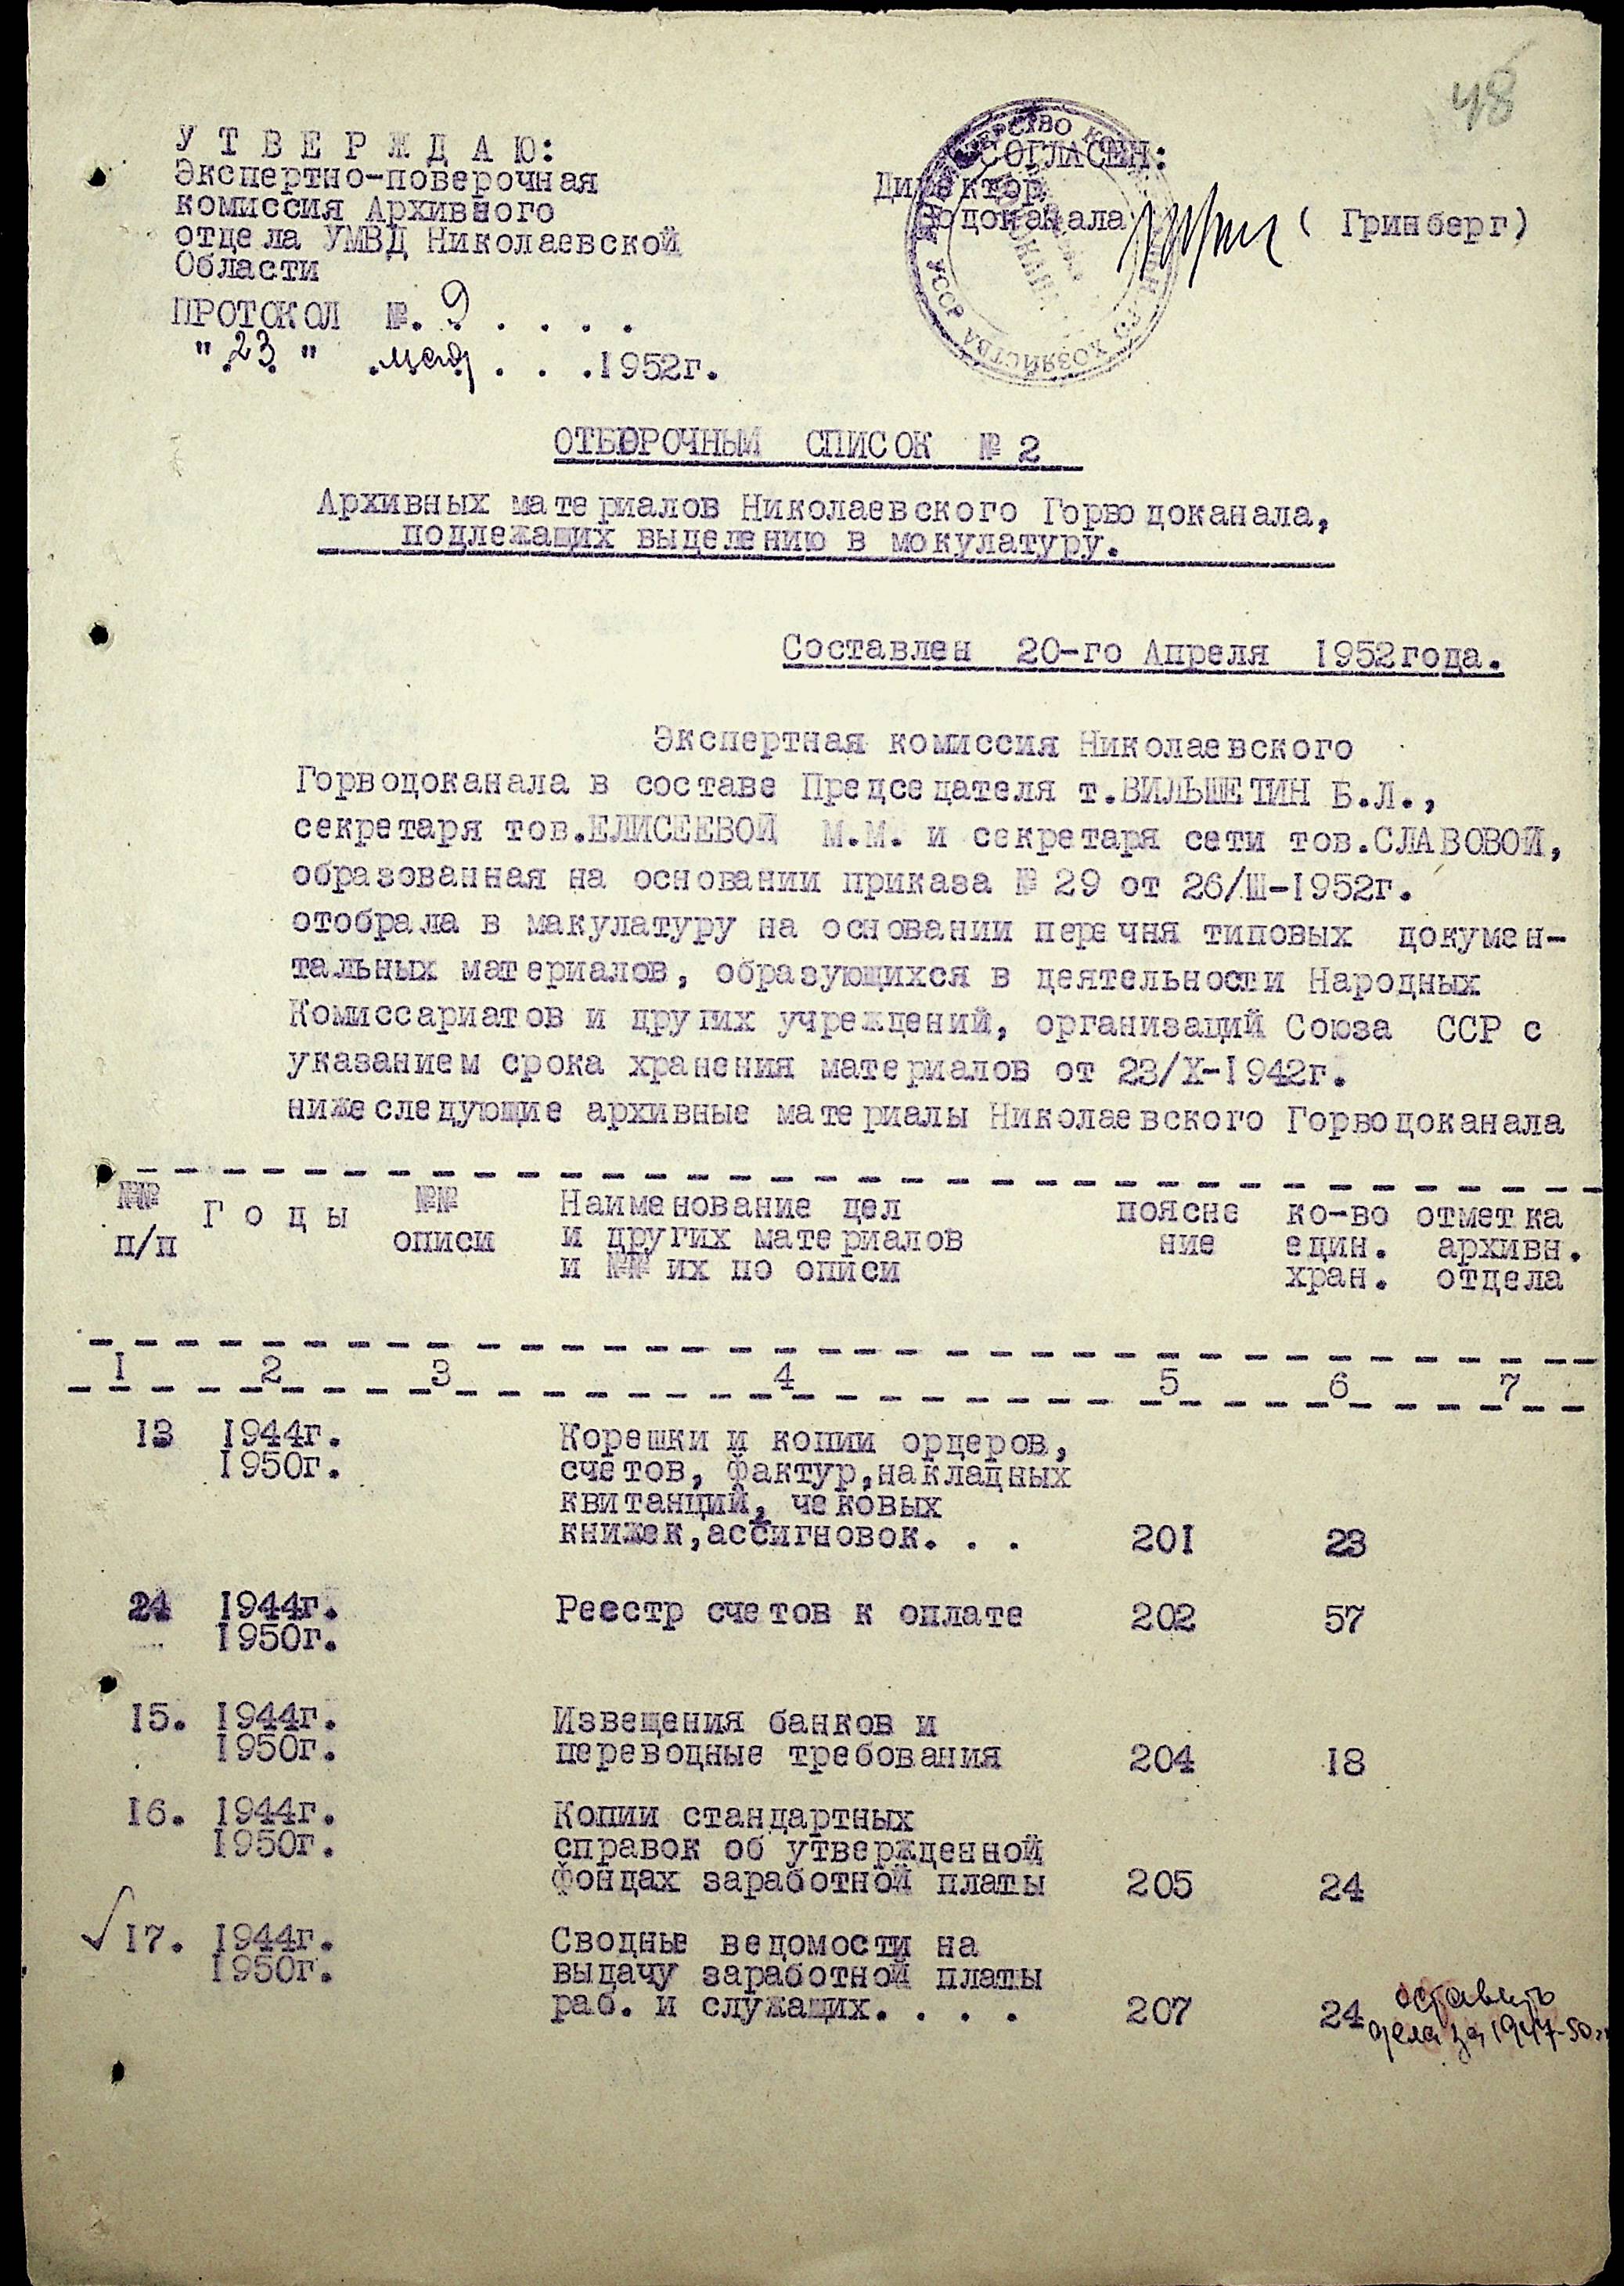 48
У Т В Е Р Ж Д А Ю:
Экспертно-поверочная
комиссия Архивного
отдела УМВД Николаевской
Области
ПРОТОКОЛ №. 9 . . . .
" 23 " мая . . .1952г.
СОГЛАСЕН:
Директор
Водоканала ( Гринберг)
ХОЗЯЙСТВА УССР
ОТБОРОЧНЫЙ СПИСОК № 2
Архивных материалов Николаевского Горводоканала,
подлежащих выделению в мокулатуру.
Составлен 20-го Апреля 1952года.
Экспертная комиссия Николаевского
Горводоканала в составе Председателя т.ВИЛЬШЕТИН Б.Л.,
секретаря тов.ЕЛИСЕЕВОЙ М.М. и секретаря сети тов.СЛАВОВОЙ,
образованная на основании приказа № 29 от 26/Ш-1952г.
отобрала в макулатуру на основании перечня типовых докумен-
тальных материалов, образующихся в деятельности Народных
Комиссариатов и других учреждений, организаций Союза ССР с
указанием срока хранения материалов от 23/Х-1942г.
нижеследующие архивные материалы Николаевского Горводоканала
№№ Г о д ы №№ Наименование дел поясне ко-во отметка
п/п описи и других материалов ние един. архивн.
и №№ их по описи хран. отдела
1 2 3 4 5 6 7
13 1944г. Корешки и копии ордеров,
1950г. счетов, фактур,накладных
квитанций, чековых
книжек,ассигновок. . . 201 23
24 1944г. Реестр счетов к оплате 202 57
1950г.
15. 1944г. Извещения банков и
1950г. переводные требования 204 18
16. 1944г. Копии стандартных
1950г. справок об утвержденной
фондах заработной платы 205 24
17. 1944г. Сводные ведомости на
1950г. выдачу заработной платы
раб. и служащих. . . . 207 24 оставить
дела за 1947-50гг